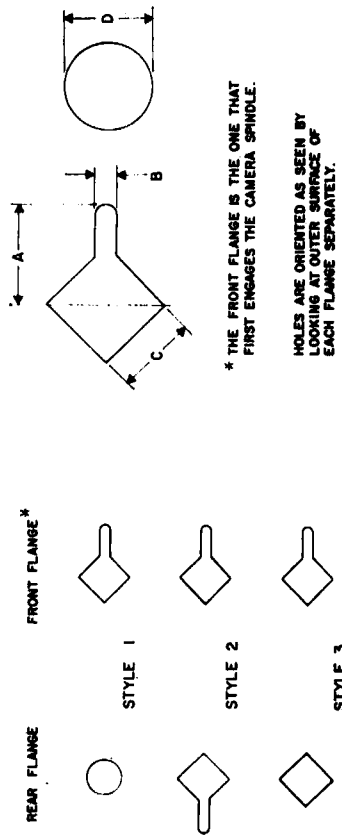 REAR FLANGE
FRONT FLANGE*
STYLE 1
STYLE 2
STYLE 3
A
B
C
D
* THE FRONT FLANGE IS THE ONE THAT
FIRST ENGAGES THE CAMERA SPINDLE.
HOLES ARE ORIENTED AS SEEN BY
LOOKING AT OUTER SURFACE OF
EACH FLANGE SEPARATELY.